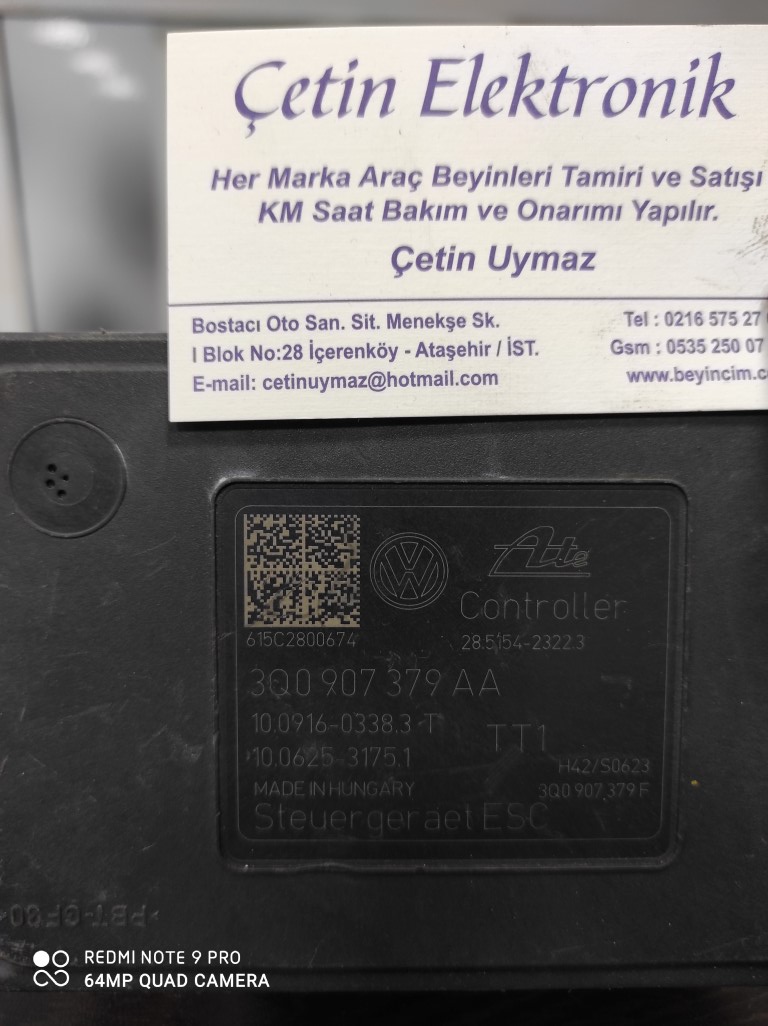 Çetin Elektronik
Her Marka Araç Beyinleri Tamiri ve Satışı
KM Saat Bakım ve Onarımı Yapılır.
Çetin Uymaz
Bostacı Oto San. Sit. Menekşe Sk.
I Blok No:28 İçerenköy - Ataşehir / İST.
E-mail: cetinuymaz@hotmail.com
Tel : 0216 575 27
Gsm : 0535 250 07
www.beyincim.c
Ate
Controller
615C2800674
28.5154-2322.3
3Q0 907 379 AA
10.0916-0338.3-T
TT1
10.0625-3175.1
H42/S0623
MADE IN HUNGARY
3Q0 907 379 F
Steuergeraet ESC
REDMI NOTE 9 PRO
64MP QUAD CAMERA